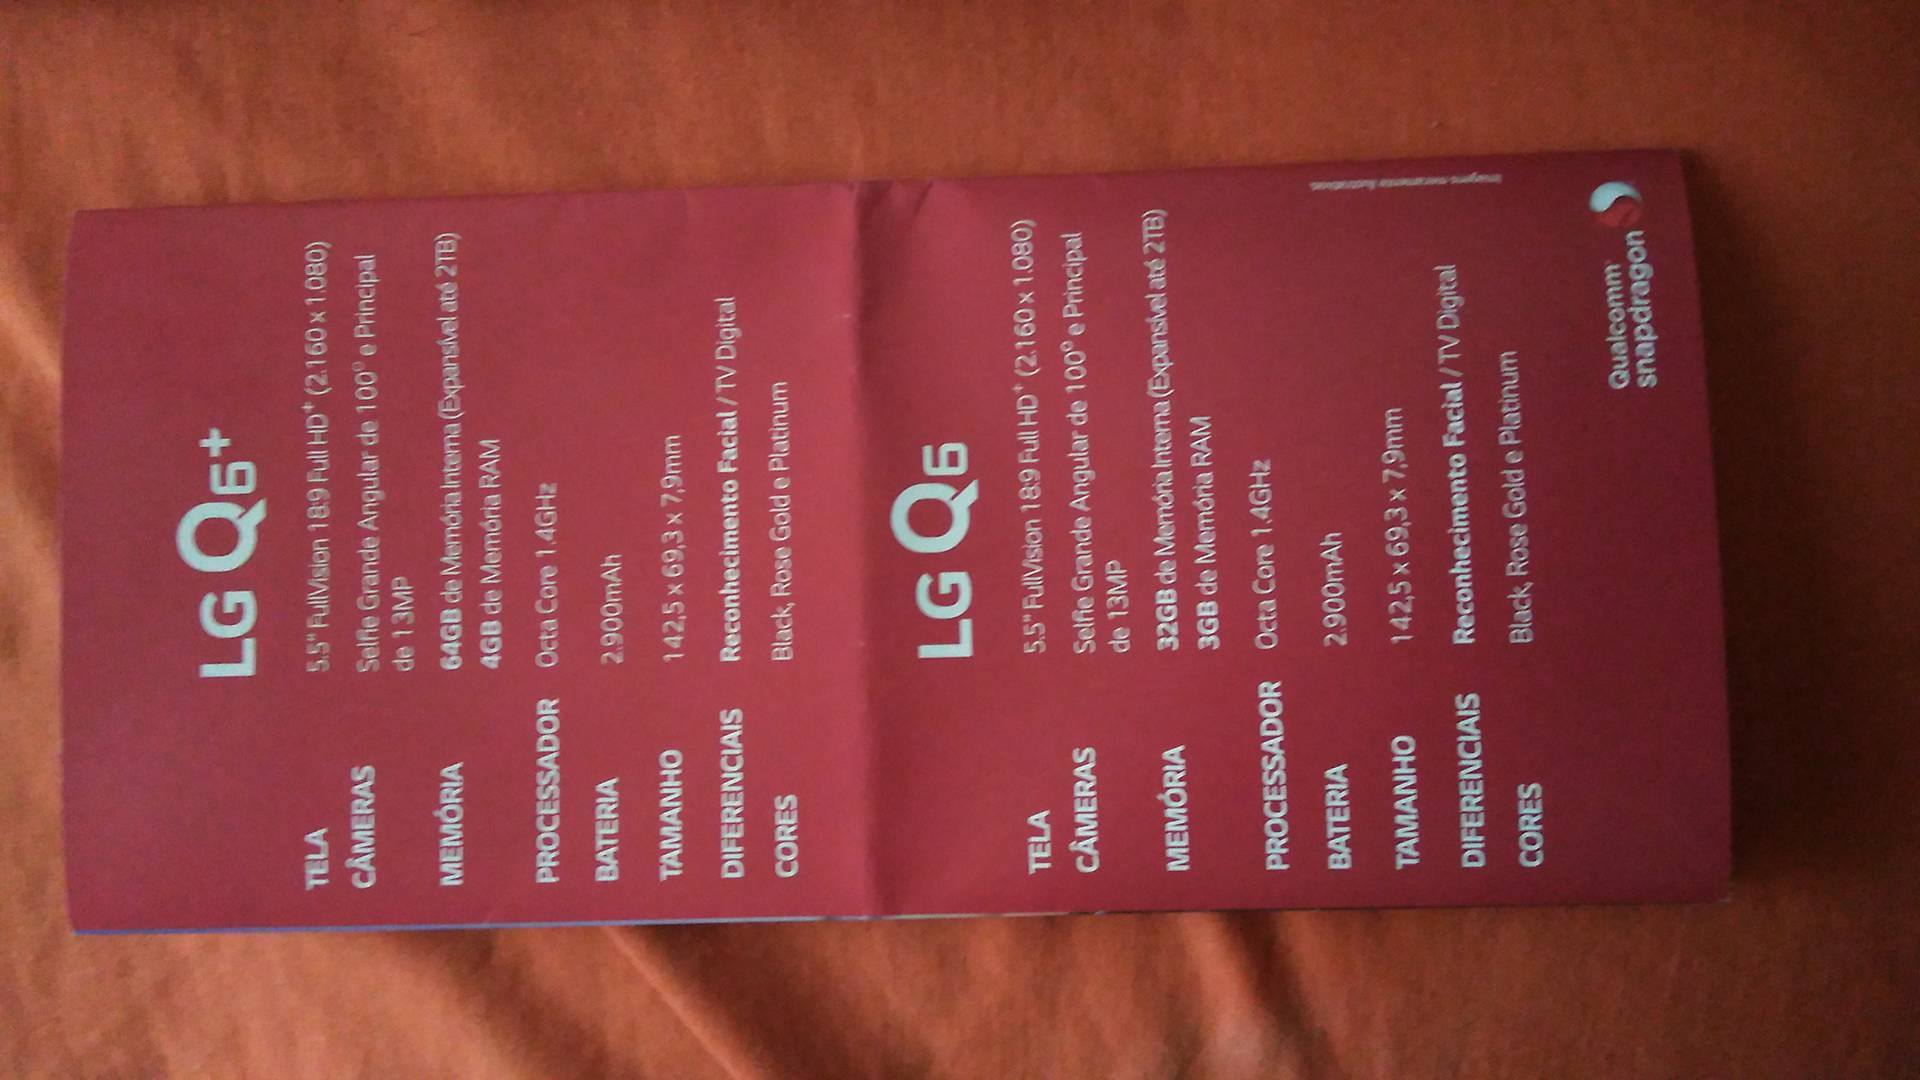 LG Q6+
TELA 5.5" FullVision 18:9 Full HD+ (2.160 x 1.080)
CÂMERAS Selfie Grande Angular de 100º e Principal
de 13MP
MEMÓRIA 64GB de Memória Interna (Expansível até 2TB)
4GB de Memória RAM
PROCESSADOR Octa Core 1.4GHz
BATERIA 2.900mAh
TAMANHO 142,5 x 69,3 x 7,9mm
DIFERENCIAIS Reconhecimento Facial / TV Digital
CORES Black, Rose Gold e Platinum
LG Q6
TELA 5.5" FullVision 18:9 Full HD+ (2.160 x 1.080)
CÂMERAS Selfie Grande Angular de 100º e Principal
de 13MP
MEMÓRIA 32GB de Memória Interna (Expansível até 2TB)
3GB de Memória RAM
PROCESSADOR Octa Core 1.4GHz
BATERIA 2.900mAh
TAMANHO 142,5 x 69,3 x 7,9mm
DIFERENCIAIS Reconhecimento Facial / TV Digital
CORES Black, Rose Gold e Platinum
Imagens meramente ilustrativas
Qualcomm
snapdragon